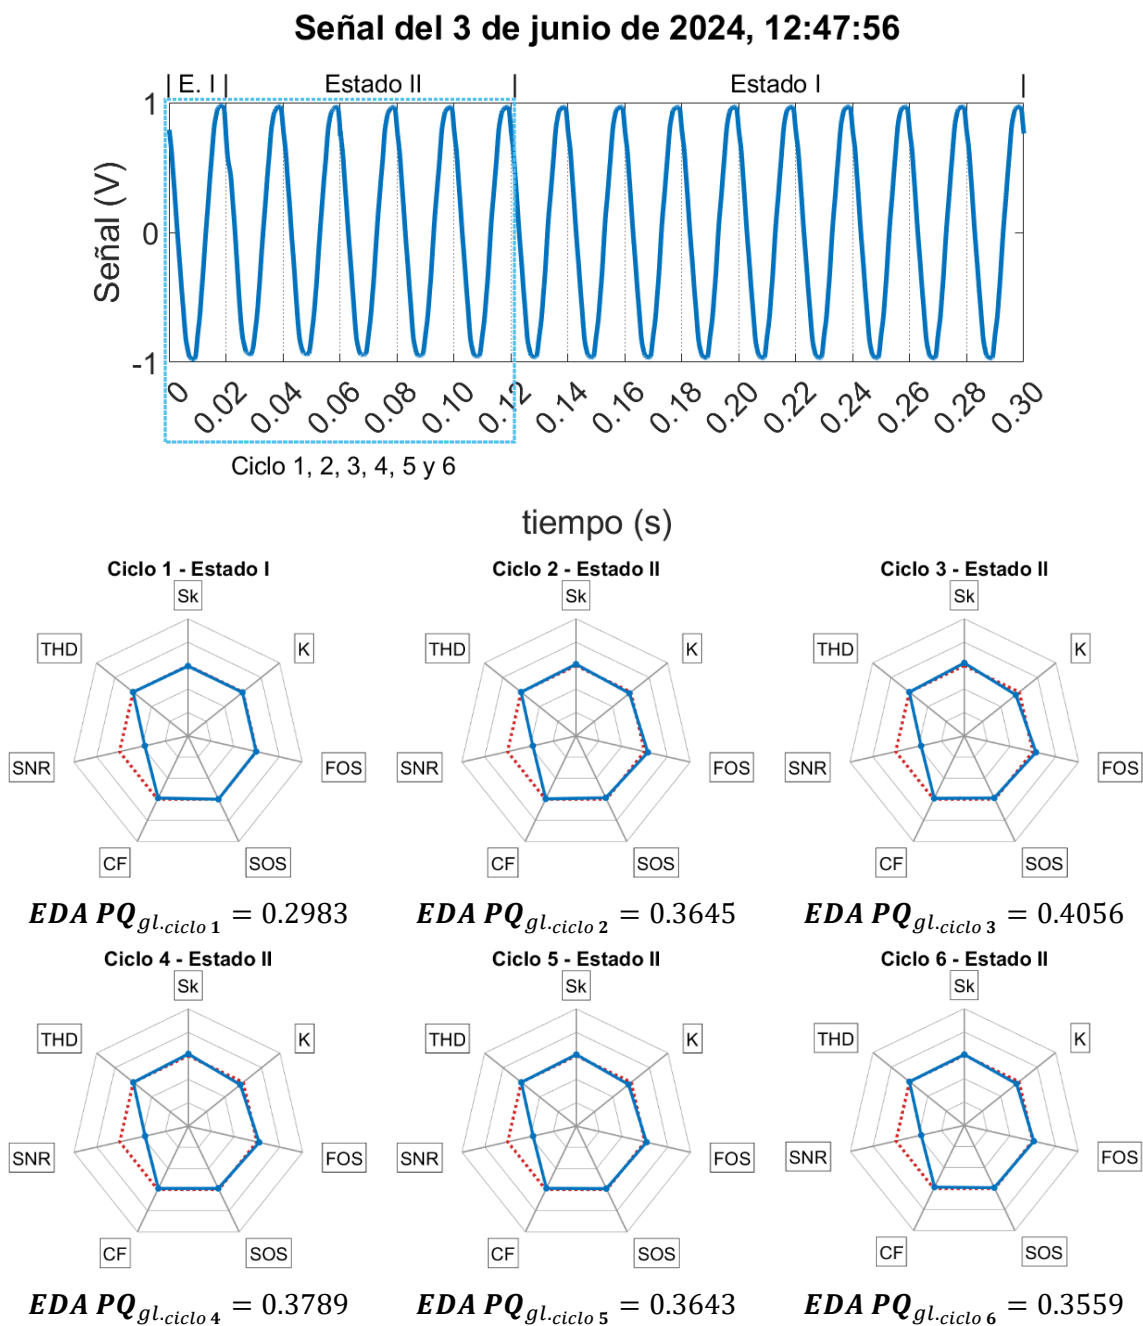 Señal del 3 de junio de 2024, 12:47:56
E. I Estado II Estado I
1
0
-1
Señal (V)
0 0.02 0.04 0.06 0.08 0.10 0.12 0.14 0.16 0.18 0.20 0.22 0.24 0.26 0.28 0.30
Ciclo 1, 2, 3, 4, 5 y 6
tiempo (s)
Ciclo 1 - Estado I
Sk
THD K
SNR FOS
CF SOS
EDA PQgl.ciclo 1 = 0.2983
Ciclo 2 - Estado II
Sk
THD K
SNR FOS
CF SOS
EDA PQgl.ciclo 2 = 0.3645
Ciclo 3 - Estado II
Sk
THD K
SNR FOS
CF SOS
EDA PQgl.ciclo 3 = 0.4056
Ciclo 4 - Estado II
Sk
THD K
SNR FOS
CF SOS
EDA PQgl.ciclo 4 = 0.3789
Ciclo 5 - Estado II
Sk
THD K
SNR FOS
CF SOS
EDA PQgl.ciclo 5 = 0.3643
Ciclo 6 - Estado II
Sk
THD K
SNR FOS
CF SOS
EDA PQgl.ciclo 6 = 0.3559